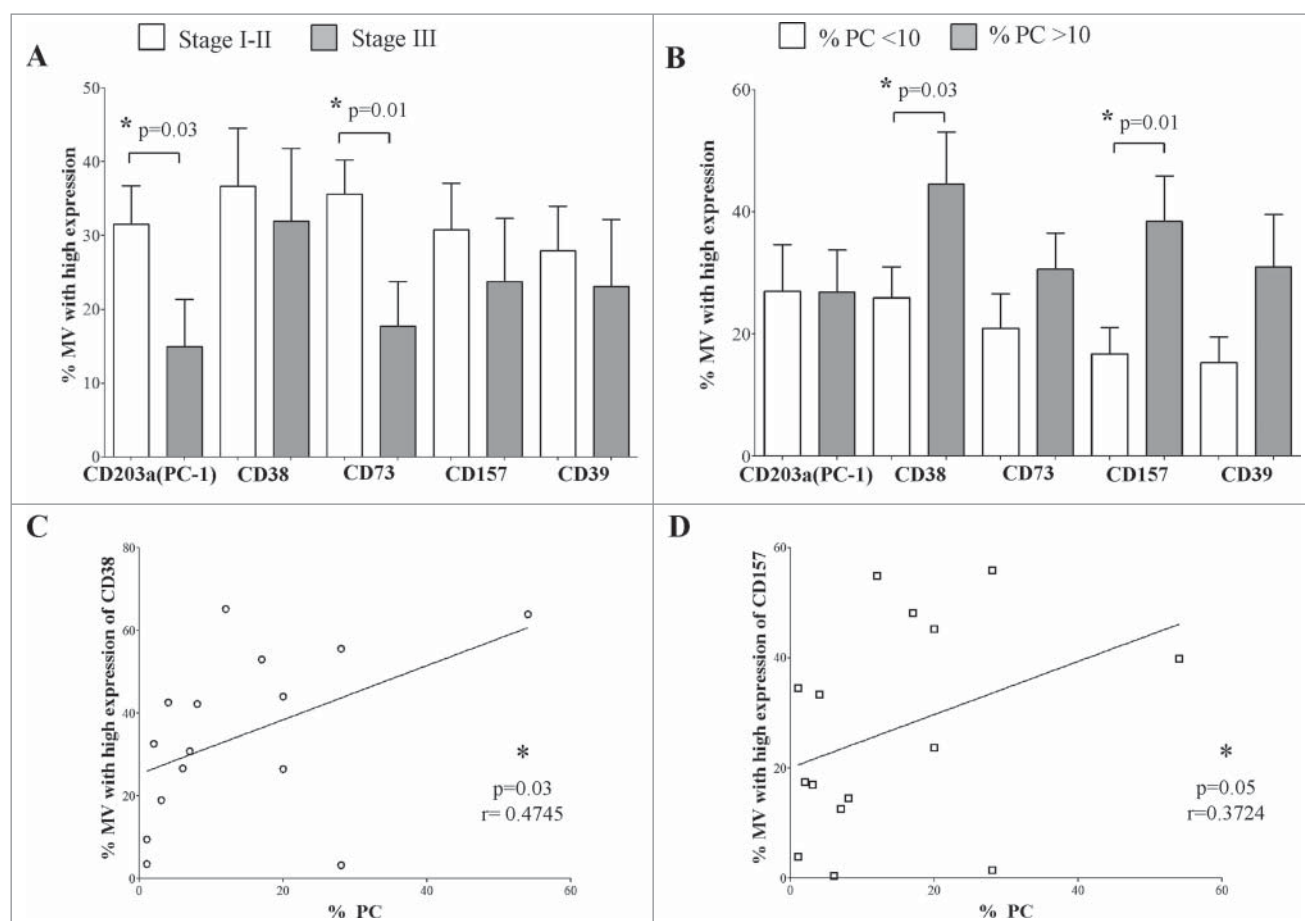 A
Stage I-II Stage III
% MV with high expression
50
40
30
20
10
0
* p=0.03
* p=0.01
CD203a(PC-1) CD38 CD73 CD157 CD39
B
% PC <10 % PC >10
% MV with high expression
60
40
20
0
* p=0.03
* p=0.01
CD203a(PC-1) CD38 CD73 CD157 CD39
C
% MV with high expression of CD38
80
60
40
20
0
0 20 40 60
% PC
*
p=0.03
r= 0.4745
D
% MV with high expression of CD157
60
40
20
0
0 20 40 60
% PC
*
p=0.05
r=0.3724